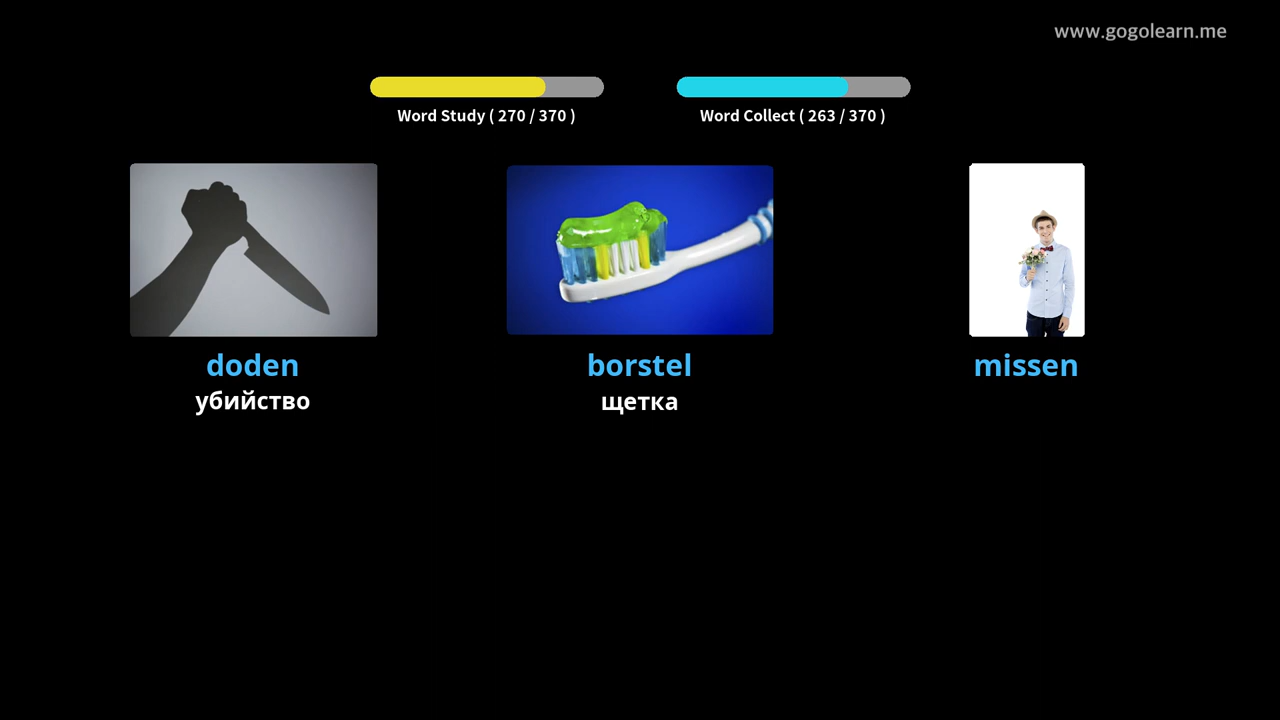 www.gogolearn.me
Word Study ( 270 / 370 )
Word Collect ( 263 / 370 )
doden
убийство
borstel
щетка
missen